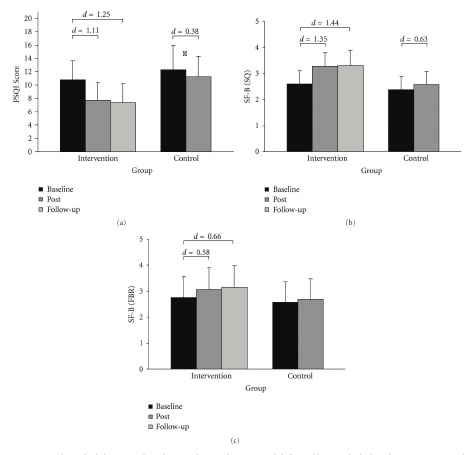 d = 1.25
d = 1.11
d = 0.38
PSQI Score
20
18
16
14
12
10
8
6
4
2
0
Intervention
Control
Group
Baseline
Post
Follow-up
(a)
d = 1.44
d = 1.35
d = 0.63
SF-B (SQ)
5
4
3
2
1
0
Intervention
Control
Group
Baseline
Post
Follow-up
(b)
d = 0.66
d = 0.58
SF-B (FBR)
5
4
3
2
1
0
Intervention
Control
Group
Baseline
Post
Follow-up
(c)